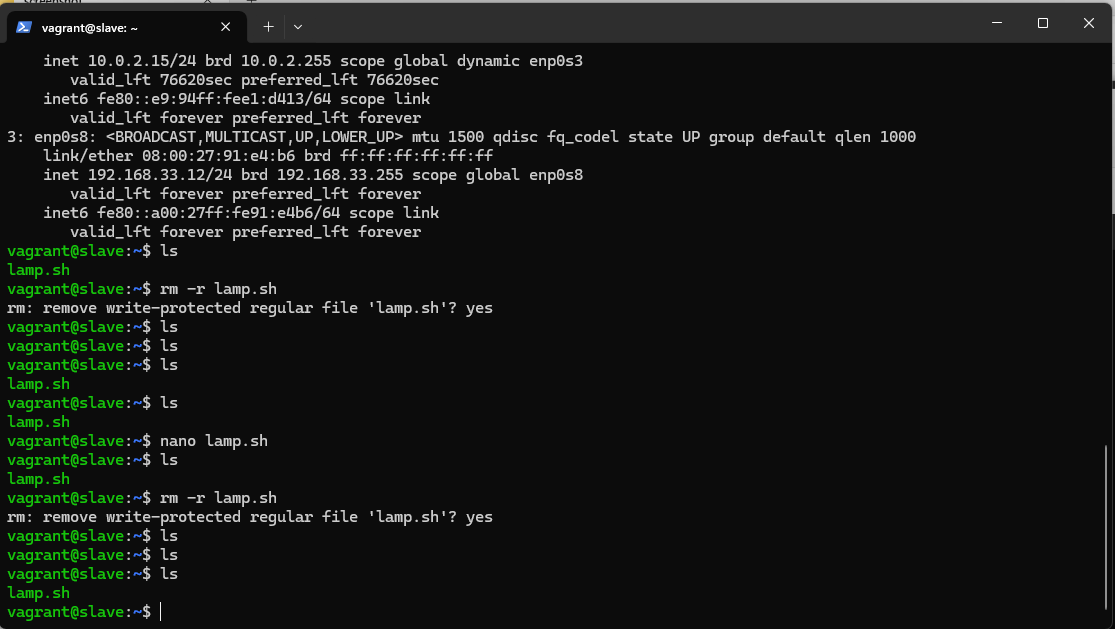 vagrant@slave: ~
    inet 10.0.2.15/24 brd 10.0.2.255 scope global dynamic enp0s3
       valid_lft 76620sec preferred_lft 76620sec
    inet6 fe80::e9:94ff:fee1:d413/64 scope link
       valid_lft forever preferred_lft forever
3: enp0s8: <BROADCAST,MULTICAST,UP,LOWER_UP> mtu 1500 qdisc fq_codel state UP group default qlen 1000
    link/ether 08:00:27:91:e4:b6 brd ff:ff:ff:ff:ff:ff
    inet 192.168.33.12/24 brd 192.168.33.255 scope global enp0s8
       valid_lft forever preferred_lft forever
    inet6 fe80::a00:27ff:fe91:e4b6/64 scope link
       valid_lft forever preferred_lft forever
vagrant@slave:~$ ls
lamp.sh
vagrant@slave:~$ rm -r lamp.sh
rm: remove write-protected regular file 'lamp.sh'? yes
vagrant@slave:~$ ls
vagrant@slave:~$ ls
vagrant@slave:~$ ls
lamp.sh
vagrant@slave:~$ ls
lamp.sh
vagrant@slave:~$ nano lamp.sh
vagrant@slave:~$ ls
lamp.sh
vagrant@slave:~$ rm -r lamp.sh
rm: remove write-protected regular file 'lamp.sh'? yes
vagrant@slave:~$ ls
vagrant@slave:~$ ls
vagrant@slave:~$ ls
lamp.sh
vagrant@slave:~$